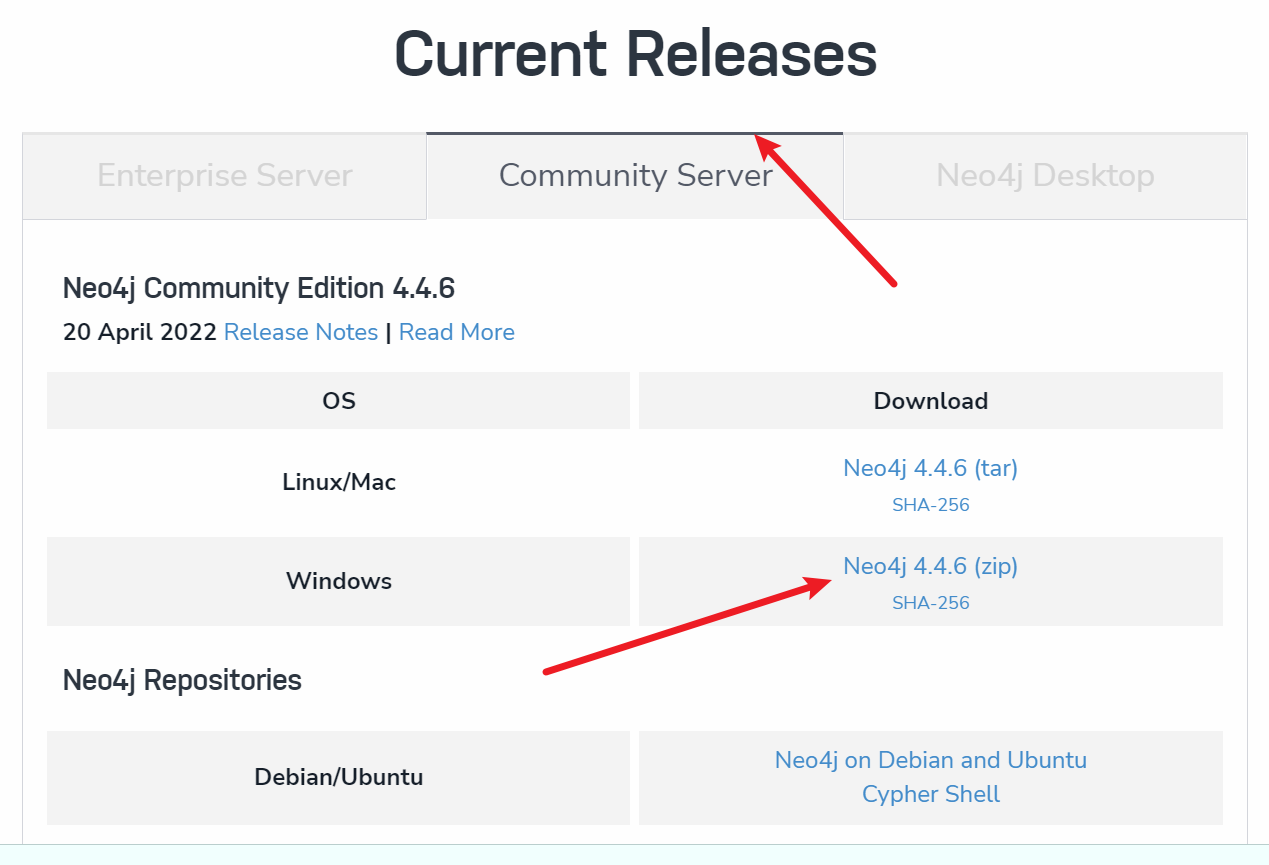 Current Releases
Enterprise Server
Community Server
Neo4j Desktop
Neo4j Community Edition 4.4.6
20 April 2022 Release Notes | Read More
OS
Download
Linux/Mac
Neo4j 4.4.6 (tar)
SHA-256
Windows
Neo4j 4.4.6 (zip)
SHA-256
Neo4j Repositories
Debian/Ubuntu
Neo4j on Debian and Ubuntu
Cypher Shell